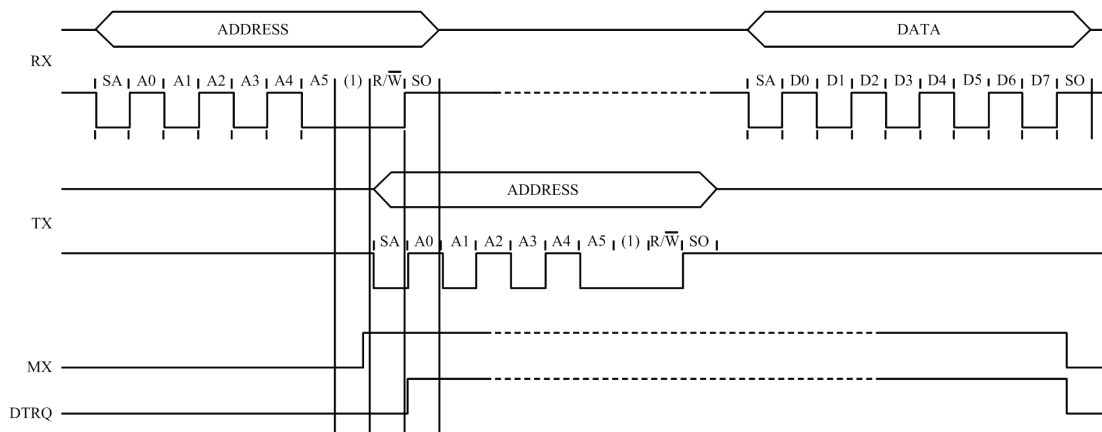 ADDRESS DATA
RX
SA A0 A1 A2 A3 A4 A5 (1) R/W̅ SO SA D0 D1 D2 D3 D4 D5 D6 D7 SO
ADDRESS
TX
SA A0 A1 A2 A3 A4 A5 (1) R/W̅ SO
MX
DTRQ